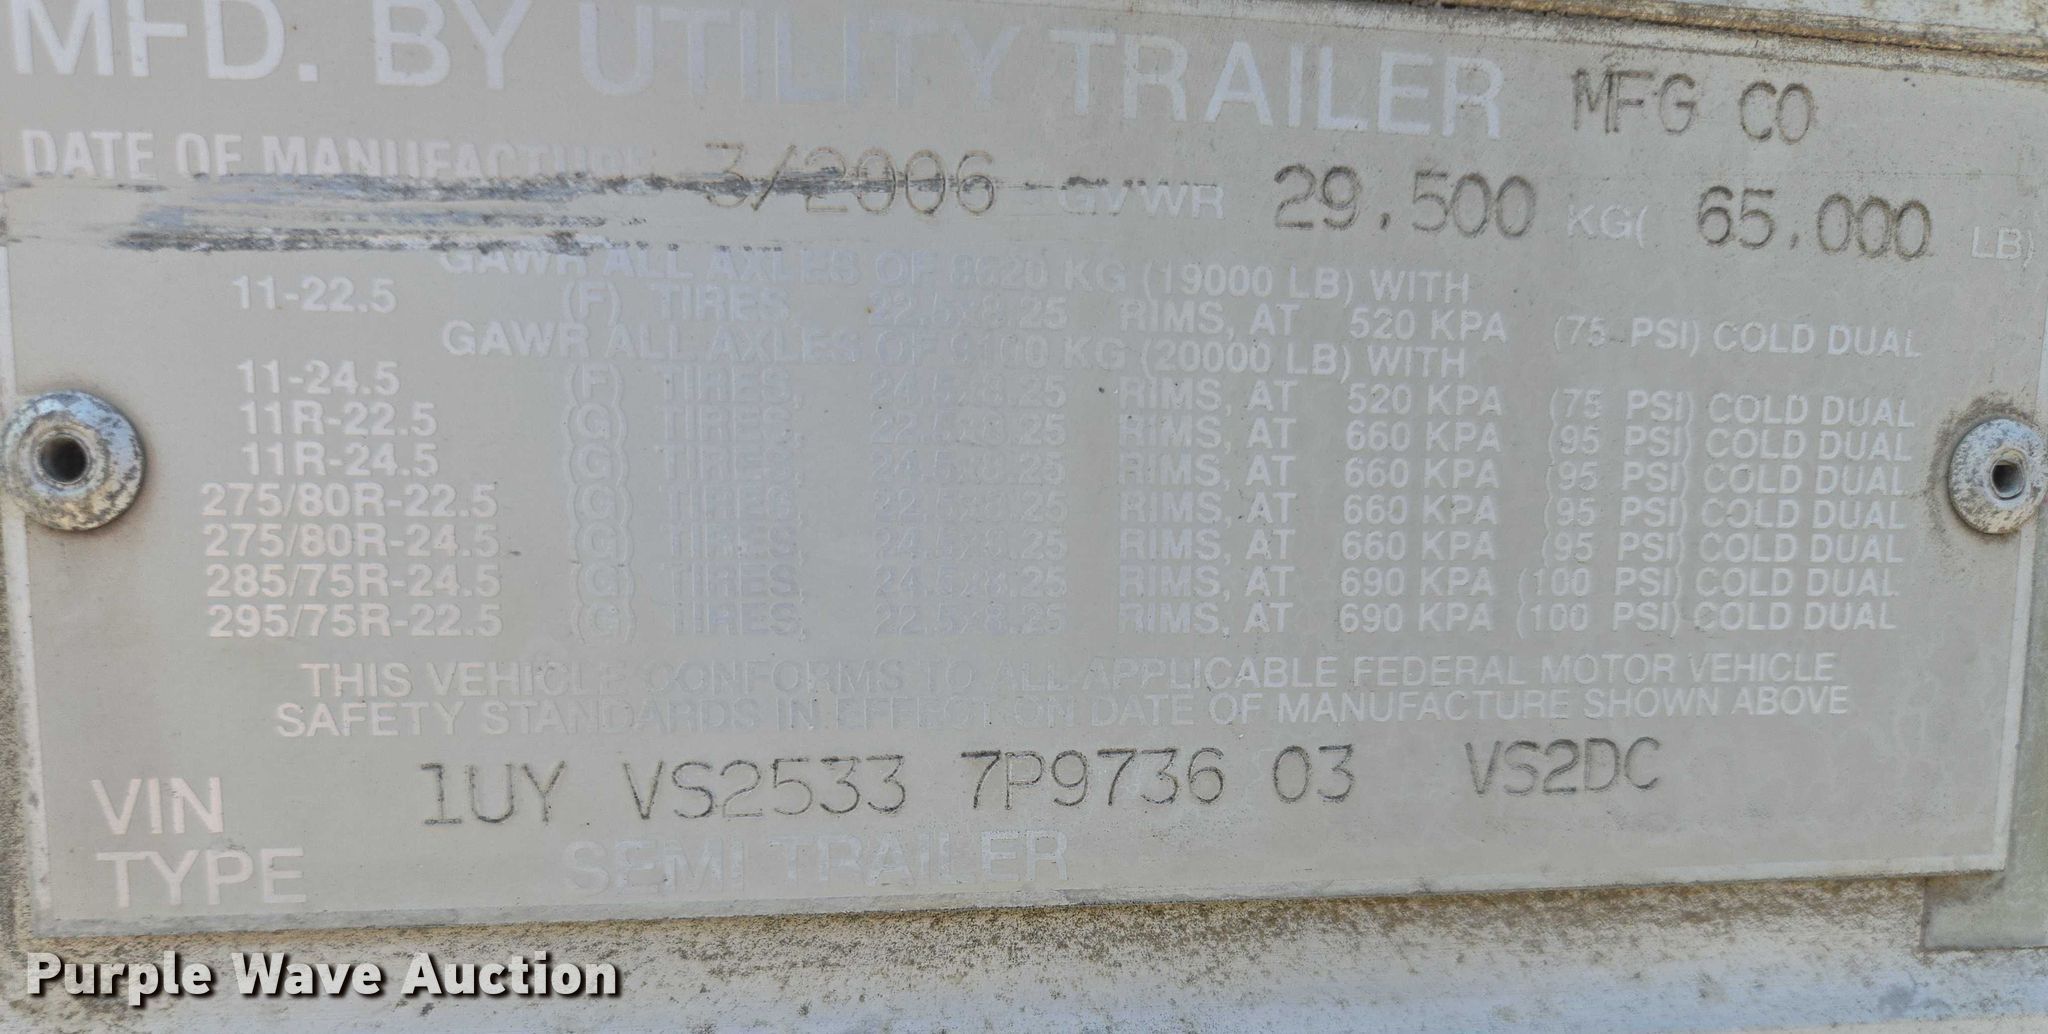 MFD. BY UTILITY TRAILER MFG CO
DATE OF MANUFACTURE 3/2006 GVWR 29,500 KG( 65,000 LB)
GAWR ALL AXLES OF 8620 KG (19000 LB) WITH
11-22.5 (F) TIRES, 22.5x8.25 RIMS, AT 520 KPA (75 PSI) COLD DUAL
GAWR ALL AXLES OF 9100 KG (20000 LB) WITH
11-24.5 (F) TIRES, 24.5x8.25 RIMS, AT 520 KPA (75 PSI) COLD DUAL
11R-22.5 (G) TIRES, 22.5x8.25 RIMS, AT 660 KPA (95 PSI) COLD DUAL
11R-24.5 (G) TIRES, 24.5x8.25 RIMS, AT 660 KPA (95 PSI) COLD DUAL
275/80R-22.5 (G) TIRES, 22.5x8.25 RIMS, AT 660 KPA (95 PSI) COLD DUAL
275/80R-24.5 (G) TIRES, 24.5x8.25 RIMS, AT 660 KPA (95 PSI) COLD DUAL
285/75R-24.5 (G) TIRES, 24.5x8.25 RIMS, AT 690 KPA (100 PSI) COLD DUAL
295/75R-22.5 (G) TIRES, 22.5x8.25 RIMS, AT 690 KPA (100 PSI) COLD DUAL
THIS VEHICLE CONFORMS TO ALL APPLICABLE FEDERAL MOTOR VEHICLE
SAFETY STANDARDS IN EFFECT ON DATE OF MANUFACTURE SHOWN ABOVE
VIN 1UY VS2533 7P9736 03 VS2DC
TYPE SEMI TRAILER
Purple Wave Auction